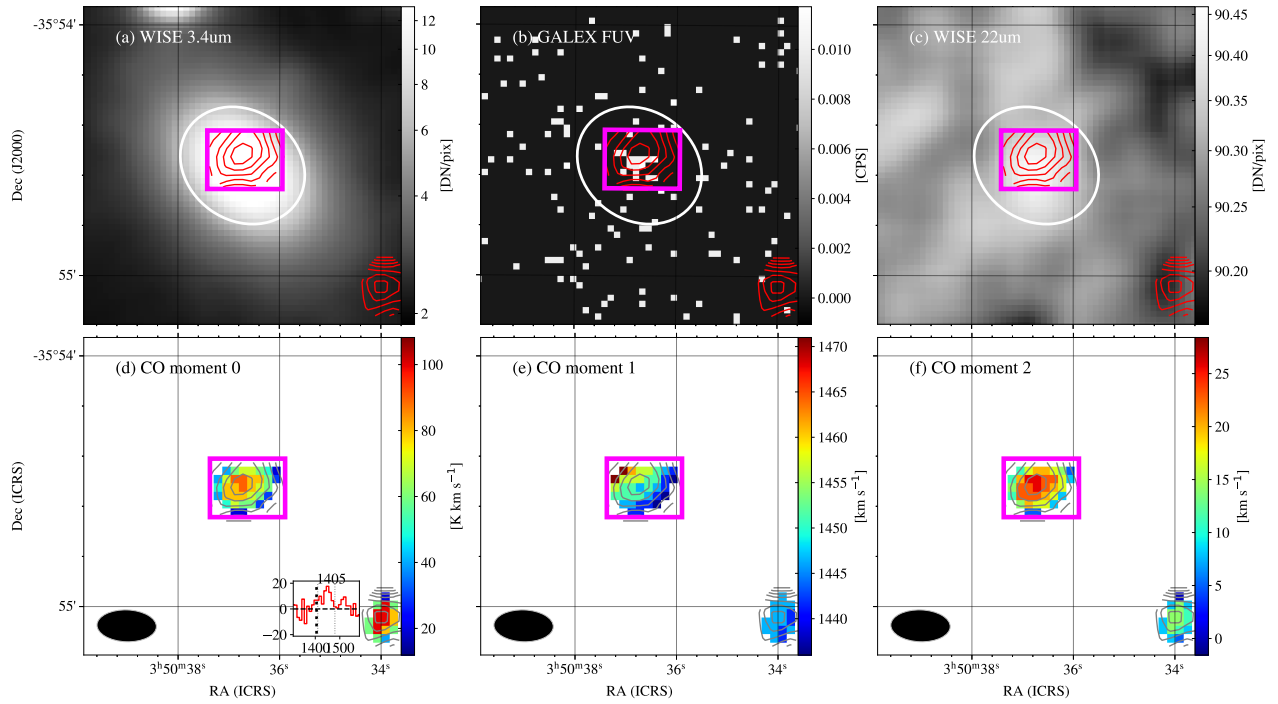 (a) WISE 3.4um
(b) GALEX FUV
(c) WISE 22um
-35°54'
55'
Dec (J2000)
12
10
8
6
4
2
[DN/pix]
0.010
0.008
0.006
0.004
0.002
0.000
[CPS]
90.45
90.40
90.35
90.30
90.25
90.20
[DN/pix]
(d) CO moment 0
(e) CO moment 1
(f) CO moment 2
-35°54'
55'
Dec (ICRS)
100
80
60
40
20
[K km s⁻¹]
1470
1465
1460
1455
1450
1445
1440
[km s⁻¹]
25
20
15
10
5
0
[km s⁻¹]
1405
20
0
−20
1400
1500
3ʰ50ᵐ38ˢ
36ˢ
34ˢ
3ʰ50ᵐ38ˢ
36ˢ
34ˢ
3ʰ50ᵐ38ˢ
36ˢ
34ˢ
RA (ICRS)
RA (ICRS)
RA (ICRS)